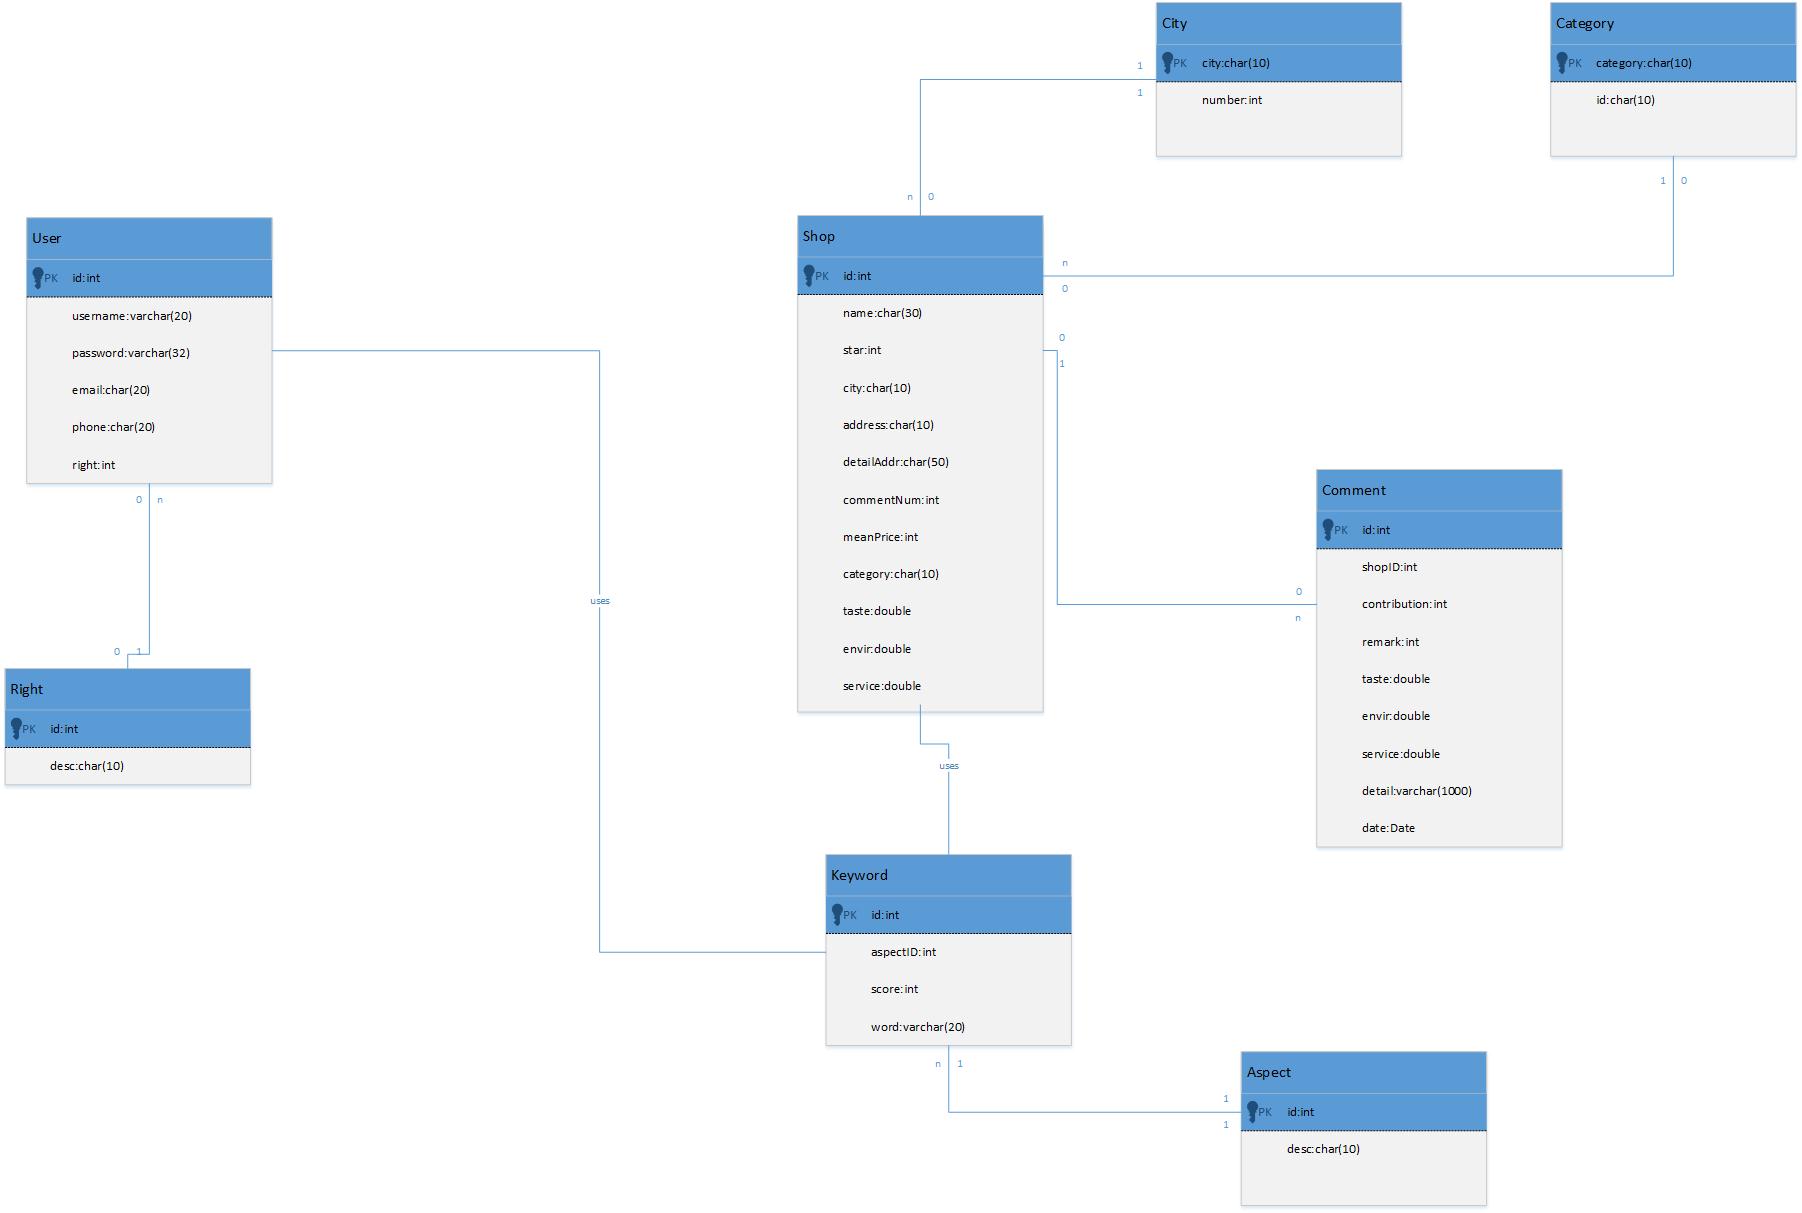 City
PK city:char(10)
number:int
Category
PK category:char(10)
id:char(10)
1
1
n 0
1 0
User
PK id:int
username:varchar(20)
password:varchar(32)
email:char(20)
phone:char(20)
right:int
0 n
0 1
Right
PK id:int
desc:char(10)
Shop
PK id:int
name:char(30)
star:int
city:char(10)
address:char(10)
detailAddr:char(50)
commentNum:int
meanPrice:int
category:char(10)
taste:double
envir:double
service:double
n
0
0
1
uses
uses
0
n
Comment
PK id:int
shopID:int
contribution:int
remark:int
taste:double
envir:double
service:double
detail:varchar(1000)
date:Date
Keyword
PK id:int
aspectID:int
score:int
word:varchar(20)
n 1
1
1
Aspect
PK id:int
desc:char(10)